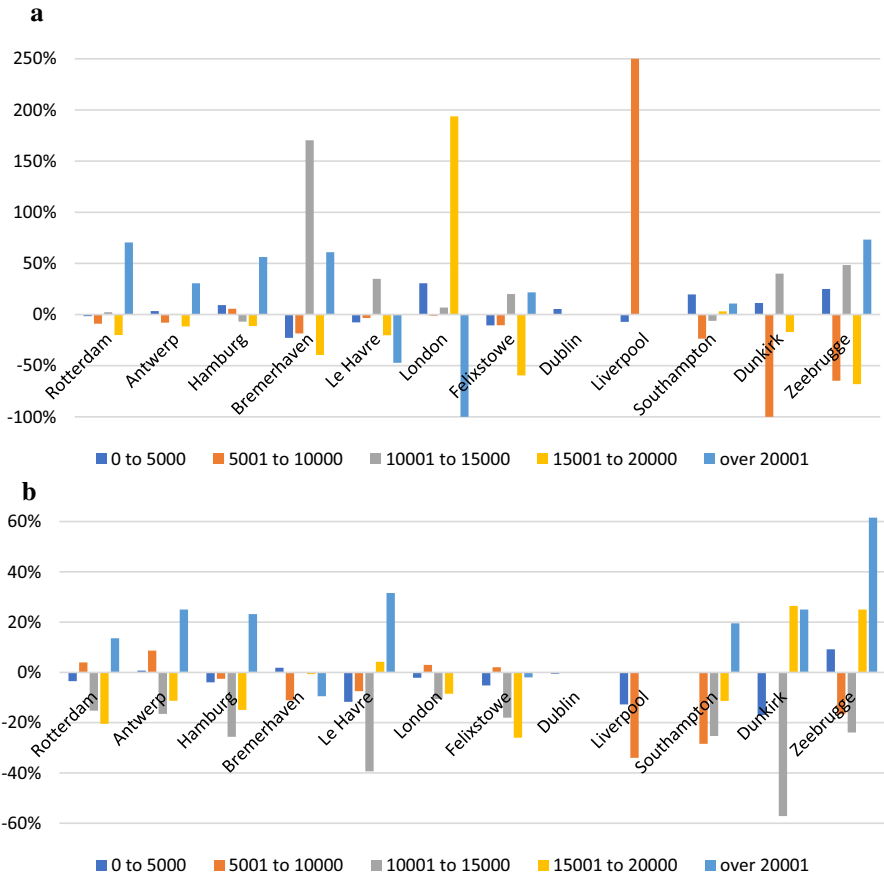 a
250%
200%
150%
100%
50%
0%
-50%
-100%
Rotterdam
Antwerp
Hamburg
Bremerhaven
Le Havre
London
Felixstowe
Dublin
Liverpool
Southampton
Dunkirk
Zeebrugge
0 to 5000 5001 to 10000 10001 to 15000 15001 to 20000 over 20001
b
60%
40%
20%
0%
-20%
-40%
-60%
Rotterdam
Antwerp
Hamburg
Bremerhaven
Le Havre
London
Felixstowe
Dublin
Liverpool
Southampton
Dunkirk
Zeebrugge
0 to 5000 5001 to 10000 10001 to 15000 15001 to 20000 over 20001